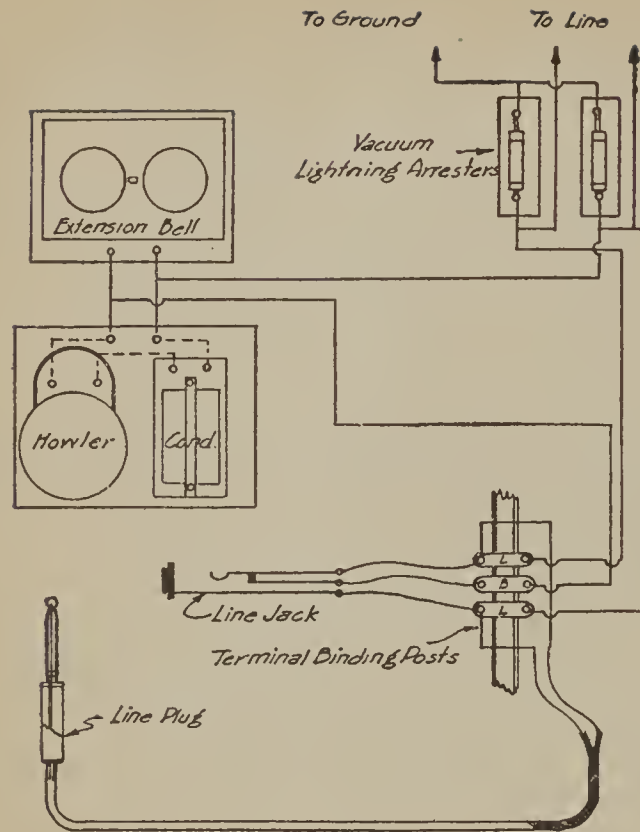 To Ground
To Line
Vacuum
Lightning Arresters
Extension Bell
Howler
Cond.
L
B
L
Line Jack
Terminal Binding Posts
Line Plug